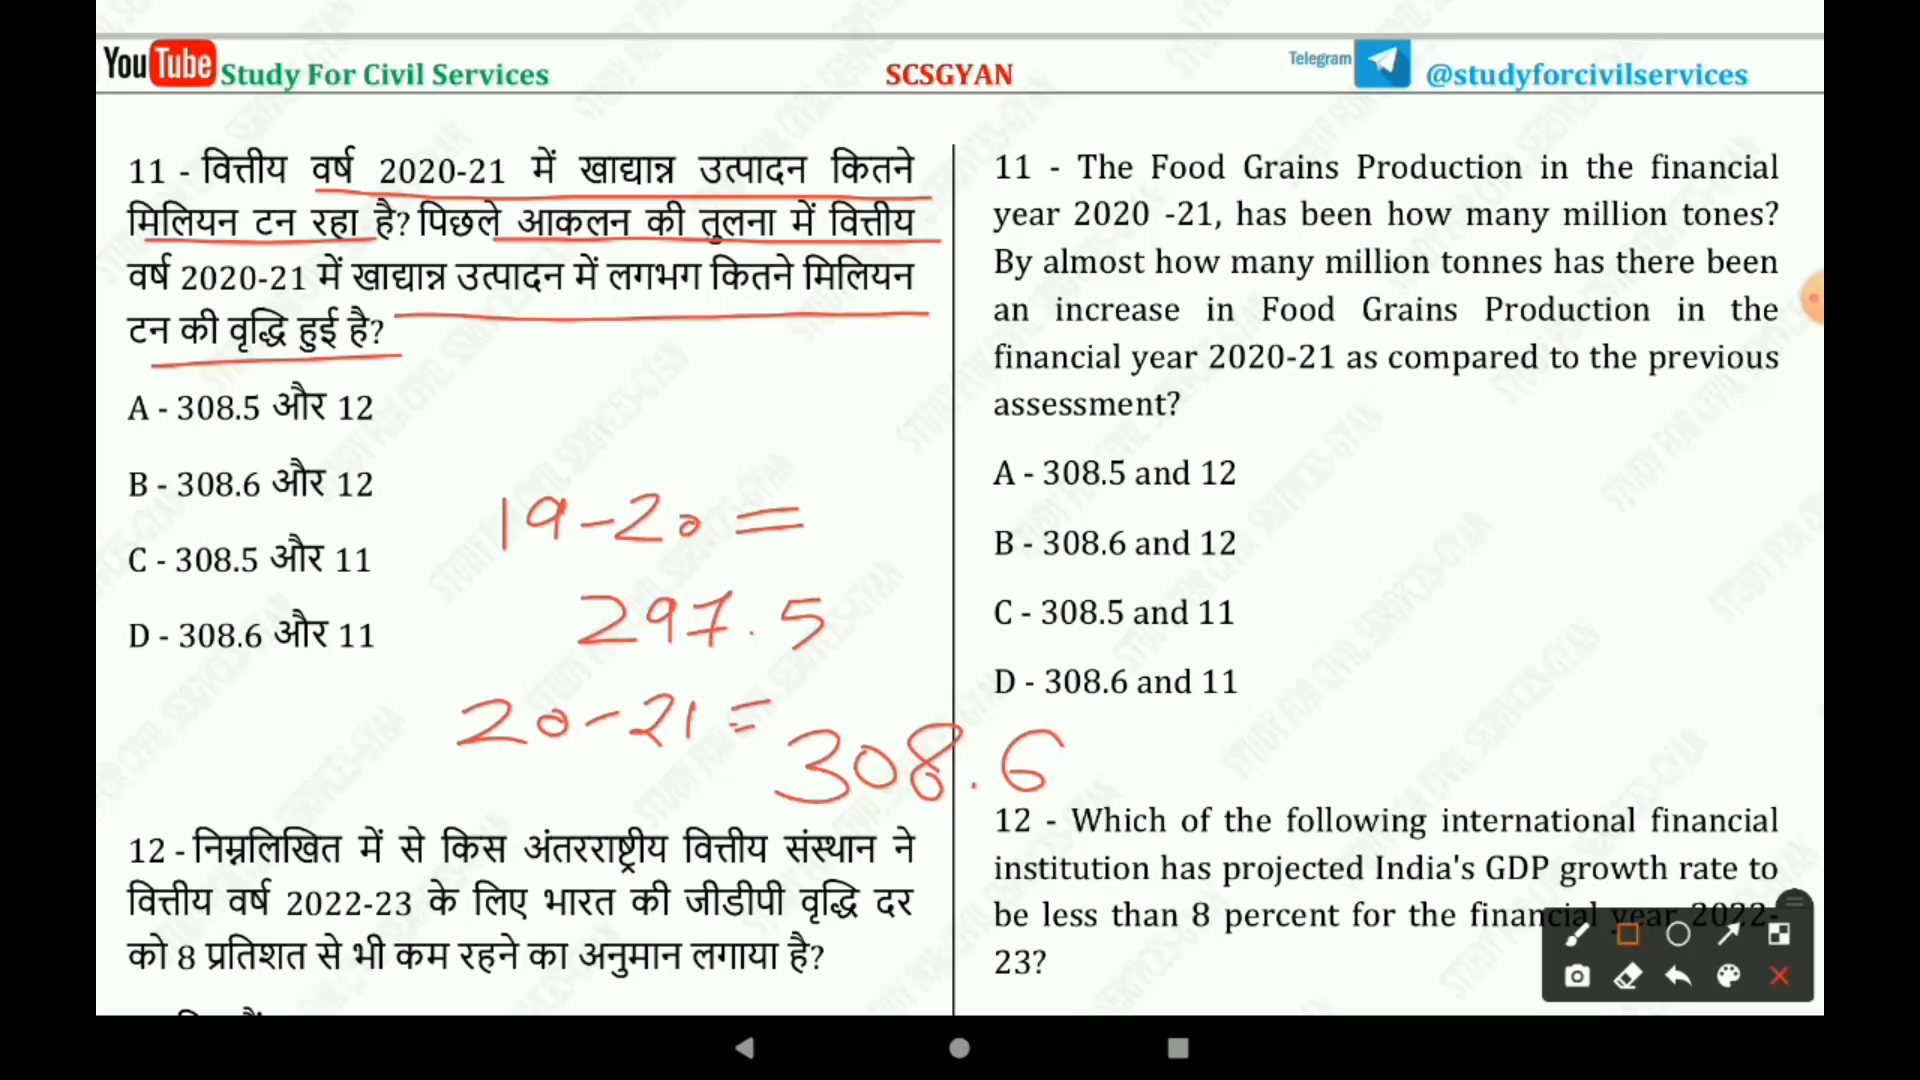 YouTube Study For Civil Services
SCSGYAN
Telegram @studyforcivilservices
11 - वित्तीय वर्ष 2020-21 में खाद्यान्न उत्पादन कितने
मिलियन टन रहा है? पिछले आकलन की तुलना में वित्तीय
वर्ष 2020-21 में खाद्यान्न उत्पादन में लगभग कितने मिलियन
टन की वृद्धि हुई है?
A - 308.5 और 12
B - 308.6 और 12
C - 308.5 और 11
D - 308.6 और 11
19-20 =
297.5
20-21 =
308.6
12 - निम्नलिखित में से किस अंतरराष्ट्रीय वित्तीय संस्थान ने
वित्तीय वर्ष 2022-23 के लिए भारत की जीडीपी वृद्धि दर
को 8 प्रतिशत से भी कम रहने का अनुमान लगाया है?
11 - The Food Grains Production in the financial
year 2020 -21, has been how many million tones?
By almost how many million tonnes has there been
an increase in Food Grains Production in the
financial year 2020-21 as compared to the previous
assessment?
A - 308.5 and 12
B - 308.6 and 12
C - 308.5 and 11
D - 308.6 and 11
12 - Which of the following international financial
institution has projected India's GDP growth rate to
be less than 8 percent for the financial year 2022-
23?